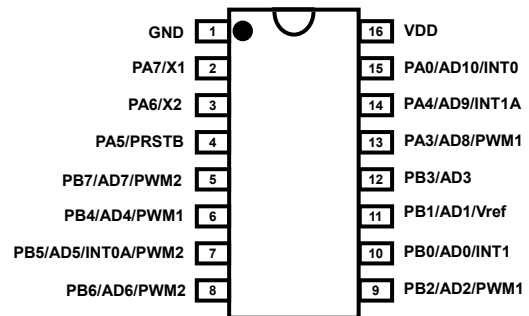 GND 1 16 VDD
PA7/X1 2 15 PA0/AD10/INT0
PA6/X2 3 14 PA4/AD9/INT1A
PA5/PRSTB 4 13 PA3/AD8/PWM1
PB7/AD7/PWM2 5 12 PB3/AD3
PB4/AD4/PWM1 6 11 PB1/AD1/Vref
PB5/AD5/INT0A/PWM2 7 10 PB0/AD0/INT1
PB6/AD6/PWM2 8 9 PB2/AD2/PWM1